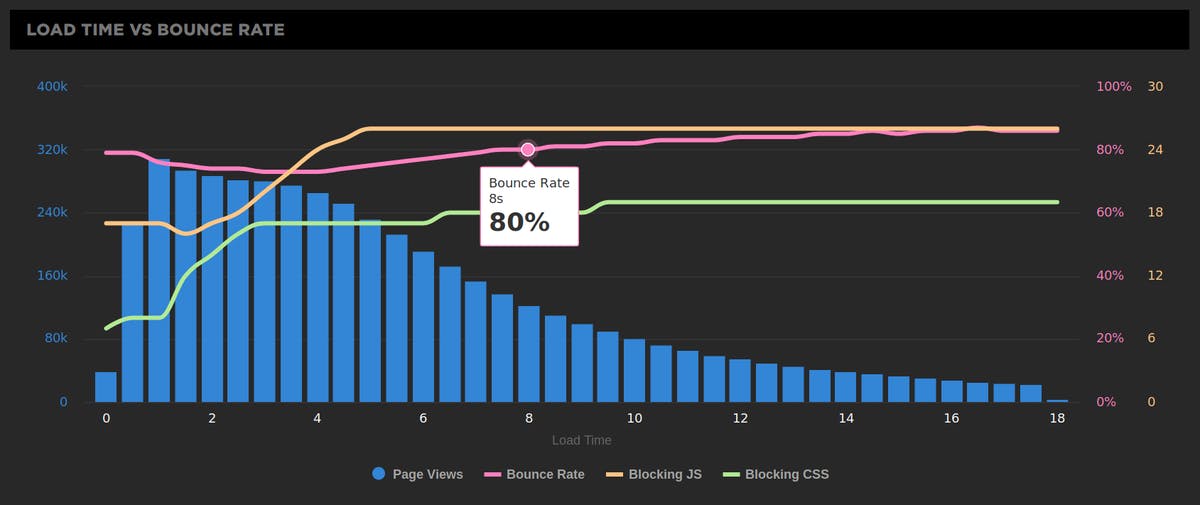 LOAD TIME VS BOUNCE RATE
400k 100% 30
320k 80% 24
240k 60% 18
160k 40% 12
80k 20% 6
0 0% 0
Bounce Rate
8s
80%
0 2 4 6 8 10 12 14 16 18
Load Time
Page Views Bounce Rate Blocking JS Blocking CSS